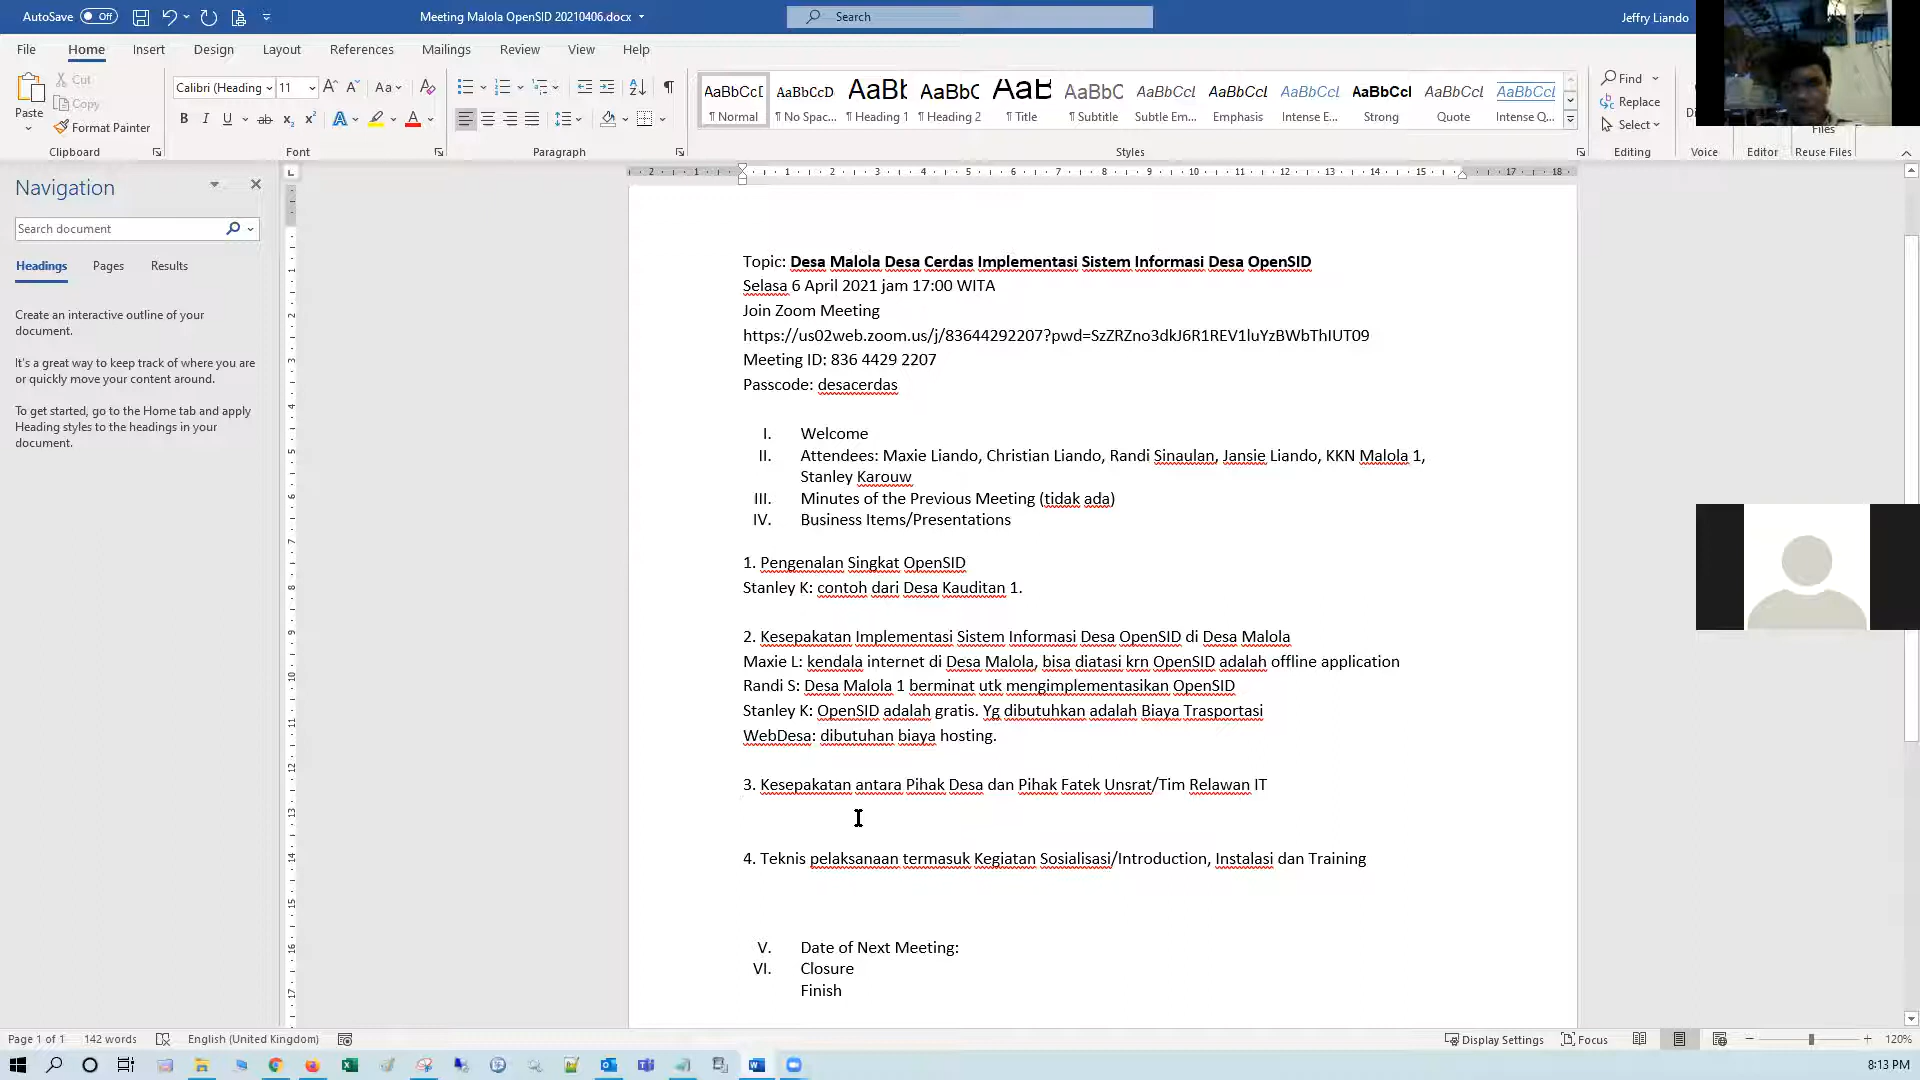 AutoSave Off Meeting Malola OpenSID 20210406.docx Search Jeffry Liando
File Home Insert Design Layout References Mailings Review View Help
Paste Cut Copy Format Painter Clipboard
Calibri (Heading 11 Font
Paragraph
AaBbCcI AaBbCcD AaBb AaBbC AaB AaBbC AaBbCcI AaBbCcI AaBbCcI AaBbCcI AaBbCcI AaBbCcI
¶ Normal ¶ No Spac... ¶ Heading 1 ¶ Heading 2 ¶ Title ¶ Subtitle Subtle Em... Emphasis Intense E... Strong Quote Intense Q...
Styles
Find Replace Select Editing
Voice Editor Files Reuse Files
Navigation
Search document
Headings Pages Results
Create an interactive outline of your
document.
It's a great way to keep track of where you are
or quickly move your content around.
To get started, go to the Home tab and apply
Heading styles to the headings in your
document.
Topic: Desa Malola Desa Cerdas Implementasi Sistem Informasi Desa OpenSID
Selasa 6 April 2021 jam 17:00 WITA
Join Zoom Meeting
https://us02web.zoom.us/j/83644292207?pwd=SzZRZno3dkJ6R1REV1luYzBWbThIUT09
Meeting ID: 836 4429 2207
Passcode: desacerdas
I. Welcome
II. Attendees: Maxie Liando, Christian Liando, Randi Sinaulan, Jansie Liando, KKN Malola 1,
Stanley Karouw
III. Minutes of the Previous Meeting (tidak ada)
IV. Business Items/Presentations
1. Pengenalan Singkat OpenSID
Stanley K: contoh dari Desa Kauditan 1.
2. Kesepakatan Implementasi Sistem Informasi Desa OpenSID di Desa Malola
Maxie L: kendala internet di Desa Malola, bisa diatasi krn OpenSID adalah offline application
Randi S: Desa Malola 1 berminat utk mengimplementasikan OpenSID
Stanley K: OpenSID adalah gratis. Yg dibutuhkan adalah Biaya Trasportasi
WebDesa: dibutuhan biaya hosting.
3. Kesepakatan antara Pihak Desa dan Pihak Fatek Unsrat/Tim Relawan IT
4. Teknis pelaksanaan termasuk Kegiatan Sosialisasi/Introduction, Instalasi dan Training
V. Date of Next Meeting:
VI. Closure
Finish
Page 1 of 1 142 words English (United Kingdom) Display Settings Focus 120%
8:13 PM